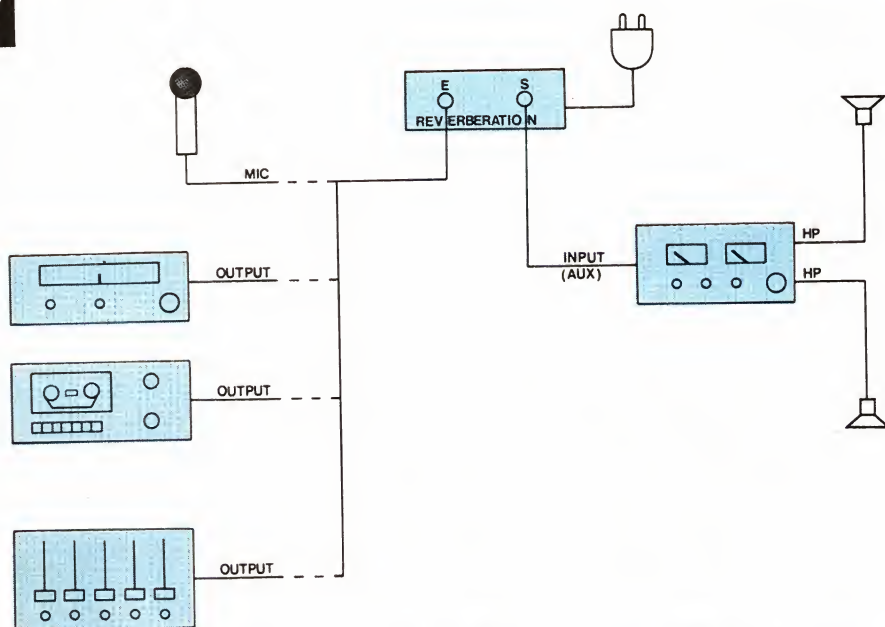 E S
REVERBERATION
MIC
HP
OUTPUT
INPUT
(AUX)
HP
OUTPUT
OUTPUT